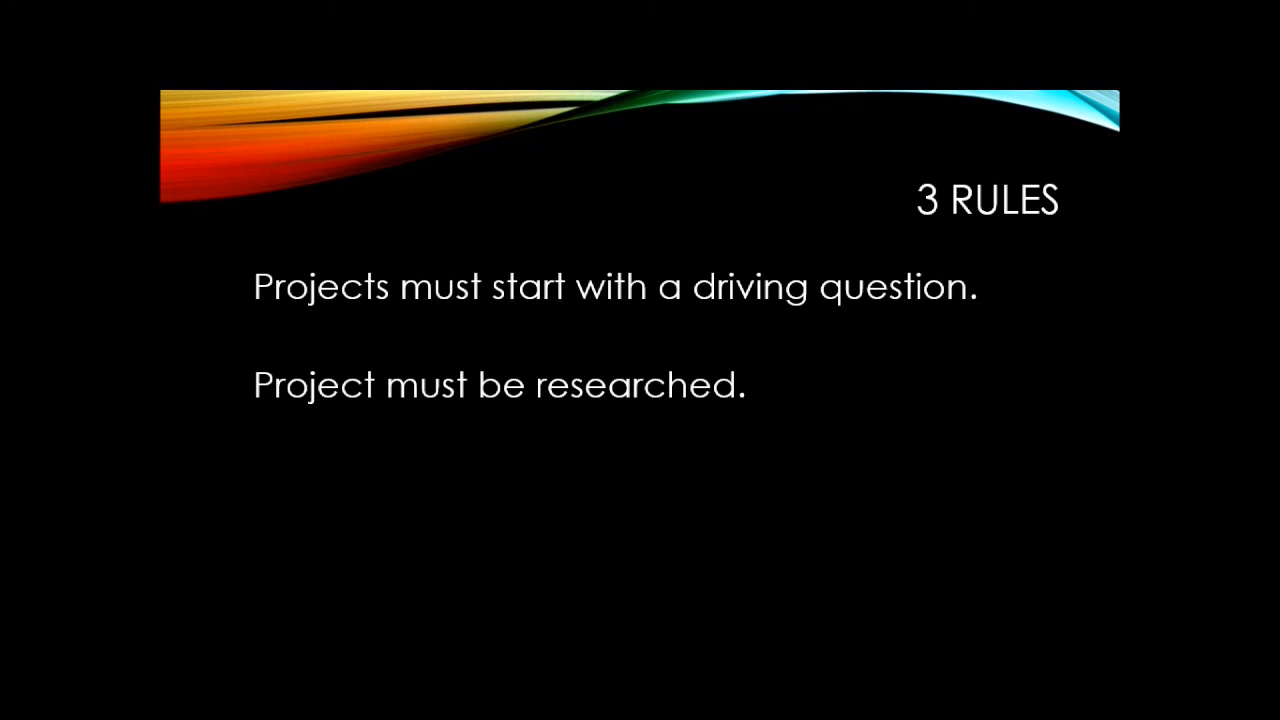 3 RULES
Projects must start with a driving question.
Project must be researched.